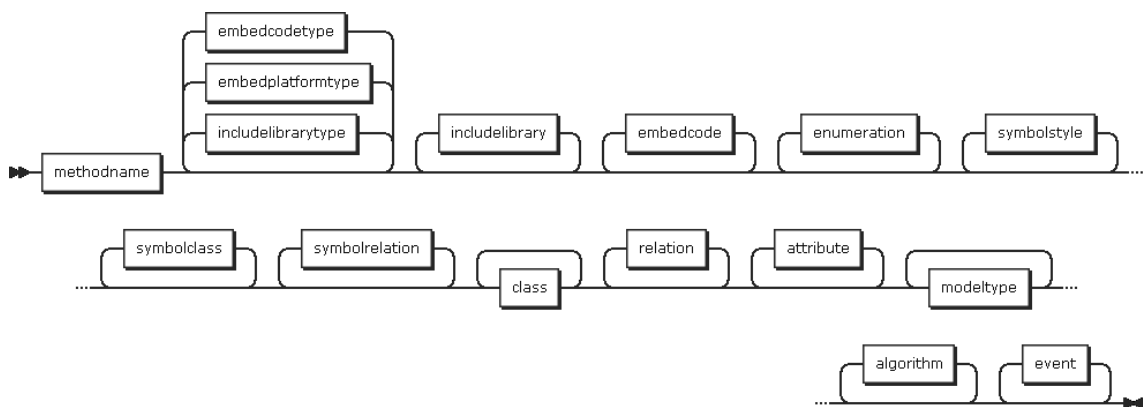 embedcodetype
embedplatformtype
includelibrarytype
includelibrary
embedcode
enumeration
symbolstyle
methodname
symbolclass
symbolrelation
relation
attribute
class
modeltype
algorithm
event